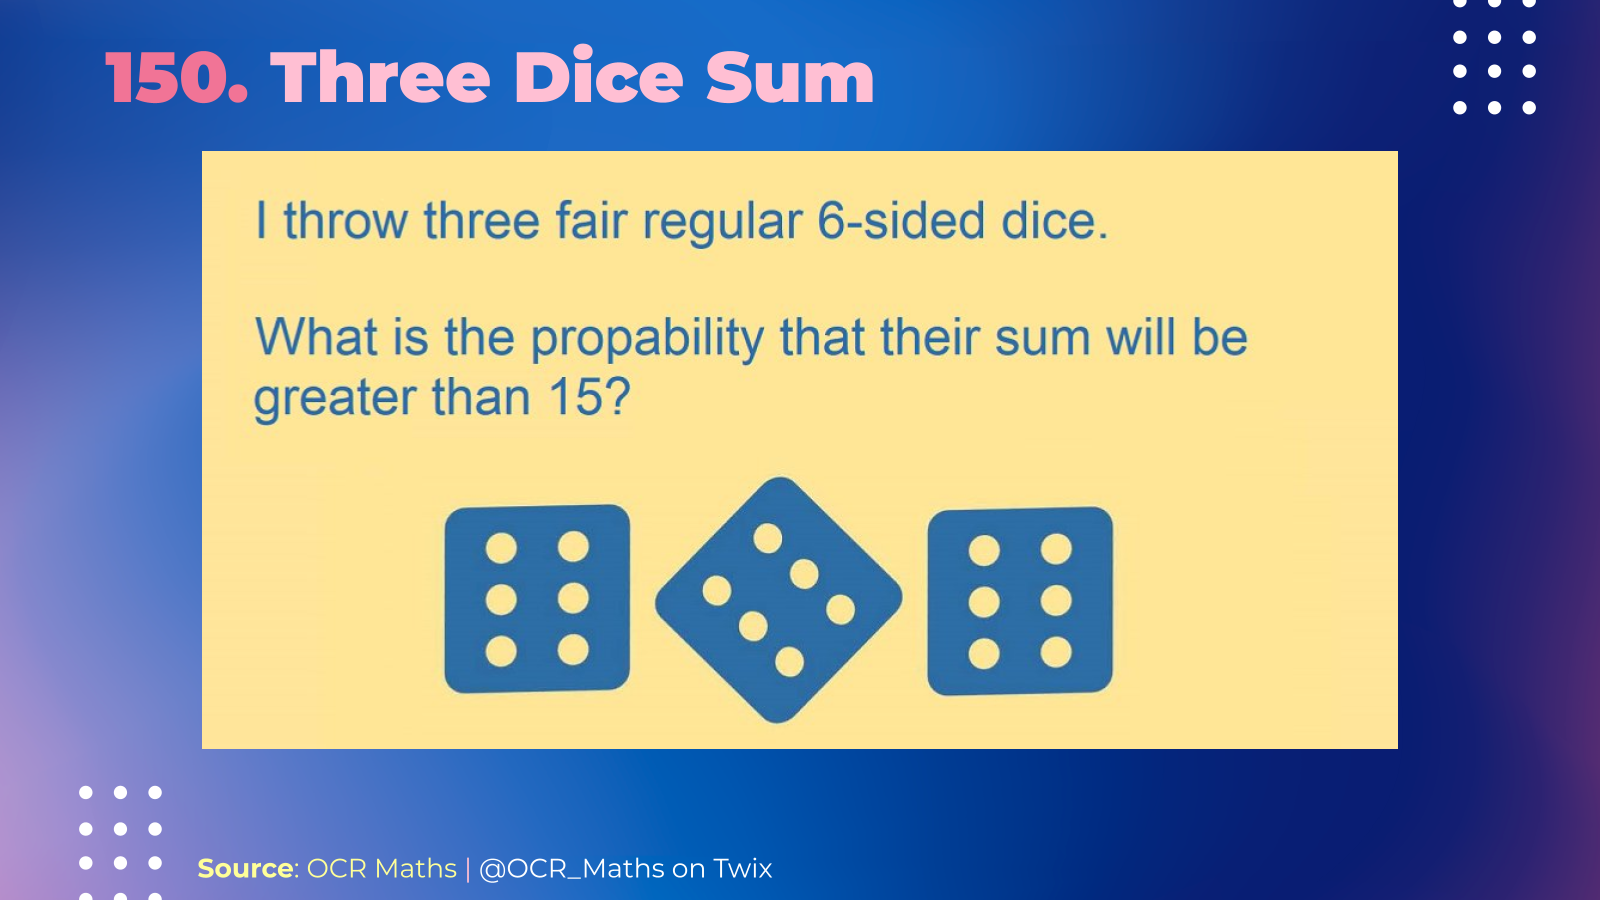 150. Three Dice Sum
I throw three fair regular 6-sided dice.
What is the propability that their sum will be
greater than 15?
Source: OCR Maths | @OCR_Maths on Twix